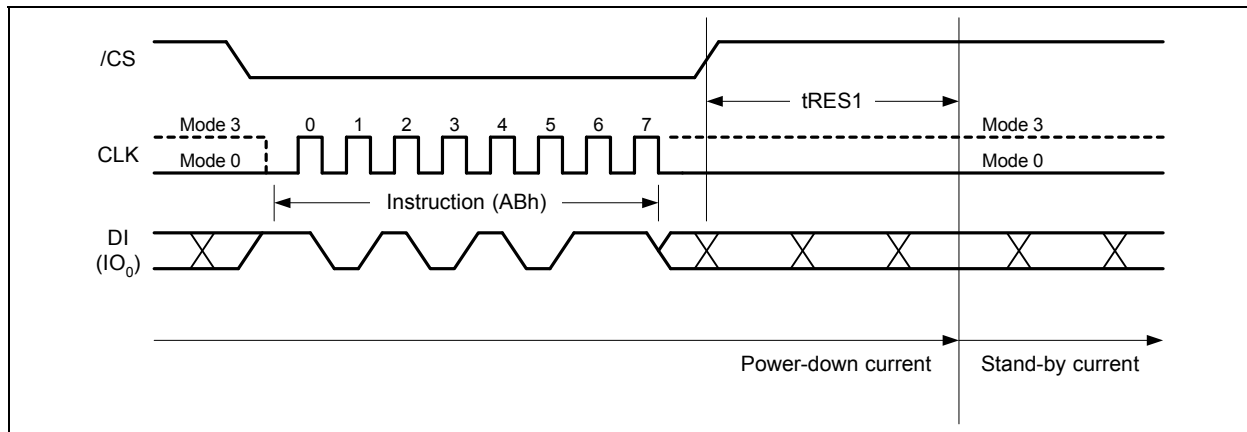 /CS
tRES1
Mode 3 0 1 2 3 4 5 6 7 Mode 3
CLK
Mode 0 Mode 0
Instruction (ABh)
DI
(IO₀)
Power-down current Stand-by current